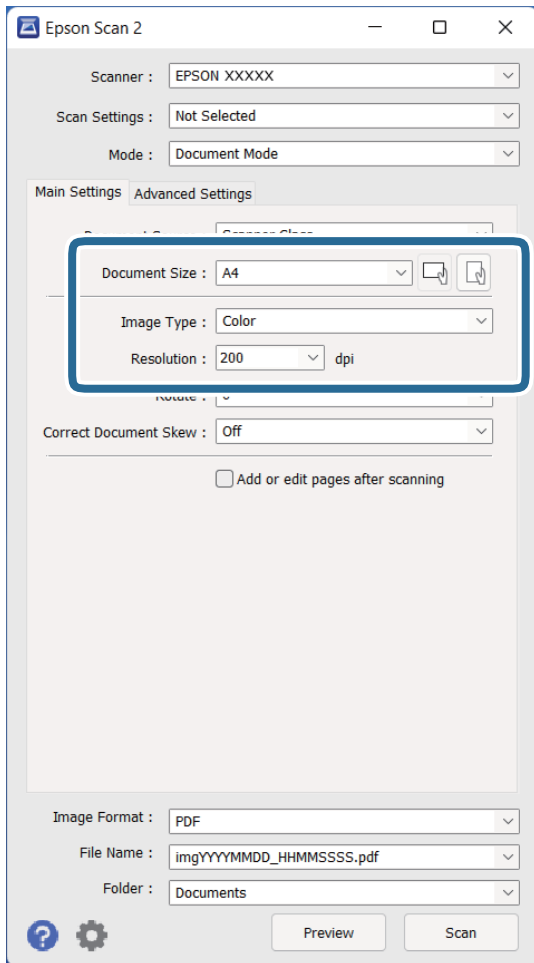 Epson Scan 2
Scanner : EPSON XXXXX
Scan Settings : Not Selected
Mode : Document Mode
Main Settings Advanced Settings
Document Size : A4
Image Type : Color
Resolution : 200 dpi
Correct Document Skew : Off
Add or edit pages after scanning
Image Format : PDF
File Name : imgYYYYMMDD_HHMMSSSS.pdf
Folder : Documents
? Preview Scan